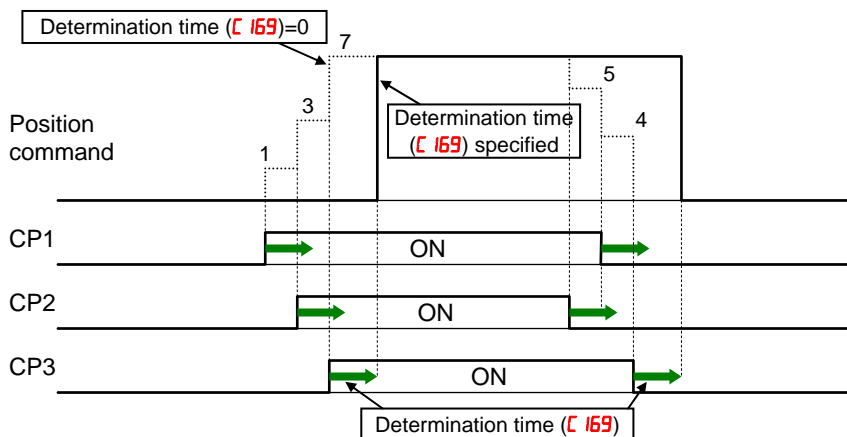 Determination time (C169)=0
7
5
3
Determination time
(C169) specified
4
Position
command
1
CP1
ON
CP2
ON
CP3
ON
Determination time (C169)